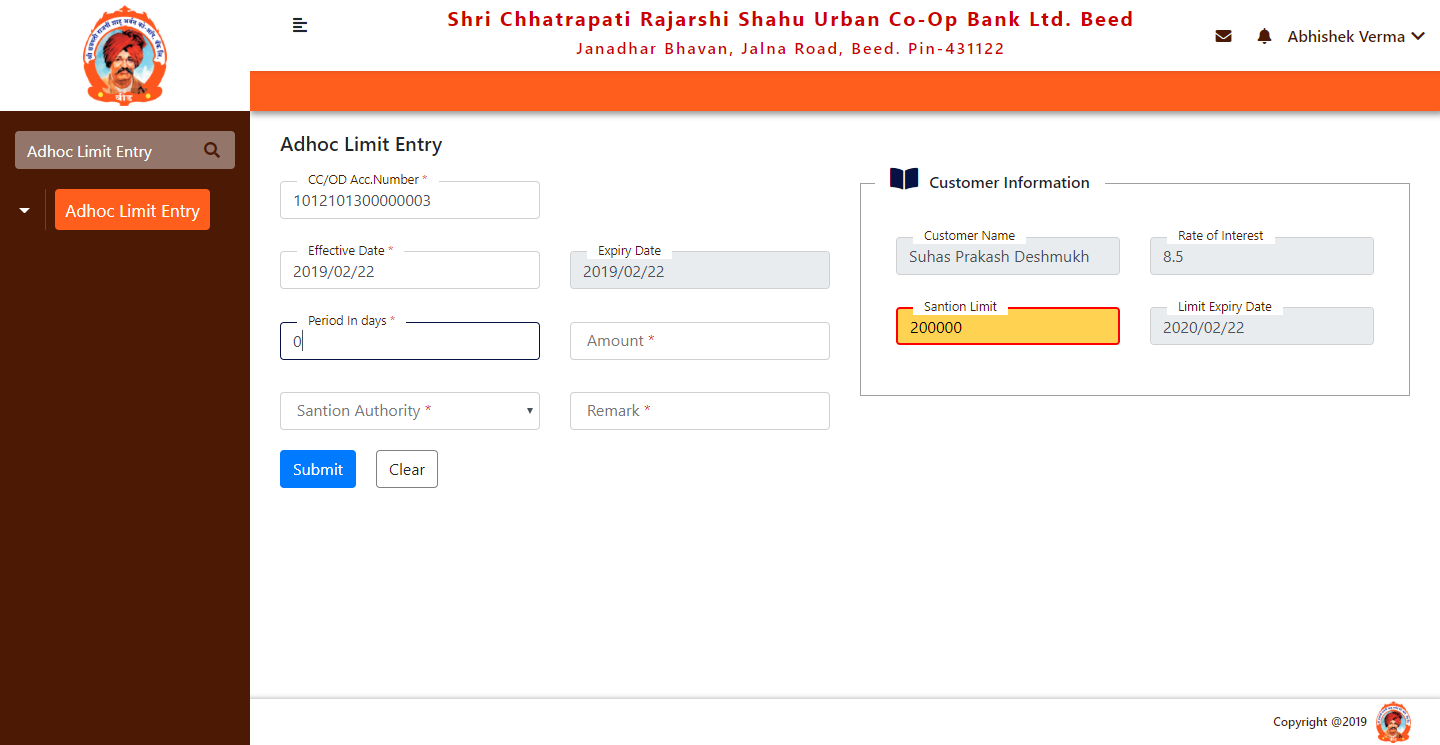 Shri Chhatrapati Rajarshi Shahu Urban Co-Op Bank Ltd. Beed
Janadhar Bhavan, Jalna Road, Beed. Pin-431122
Abhishek Verma
बीड
Adhoc Limit Entry
Adhoc Limit Entry
Adhoc Limit Entry
CC/OD Acc.Number *
1012101300000003
Effective Date *
2019/02/22
Expiry Date
2019/02/22
Period In days *
0
Amount *
Santion Authority *
Remark *
Submit
Clear
Customer Information
Customer Name
Suhas Prakash Deshmukh
Rate of Interest
8.5
Santion Limit
200000
Limit Expiry Date
2020/02/22
Copyright @2019